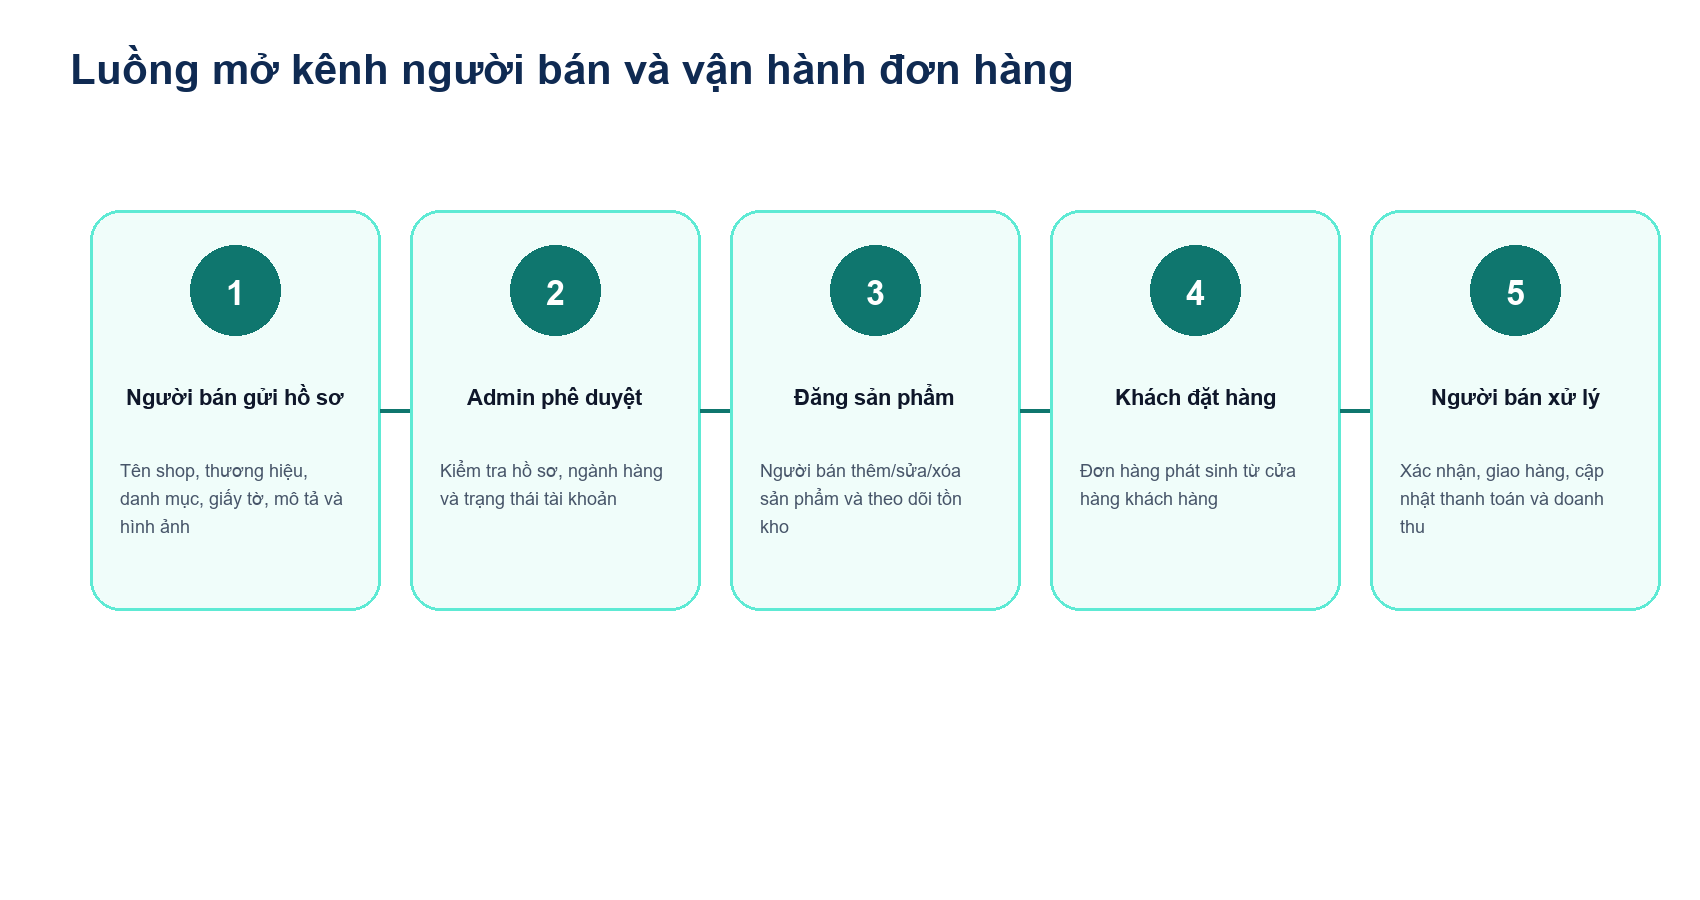 Luồng mở kênh người bán và vận hành đơn hàng
1
Người bán gửi hồ sơ
Tên shop, thương hiệu,
danh mục, giấy tờ, mô tả và
hình ảnh
2
Admin phê duyệt
Kiểm tra hồ sơ, ngành hàng
và trạng thái tài khoản
3
Đăng sản phẩm
Người bán thêm/sửa/xóa
sản phẩm và theo dõi tồn
kho
4
Khách đặt hàng
Đơn hàng phát sinh từ cửa
hàng khách hàng
5
Người bán xử lý
Xác nhận, giao hàng, cập
nhật thanh toán và doanh
thu